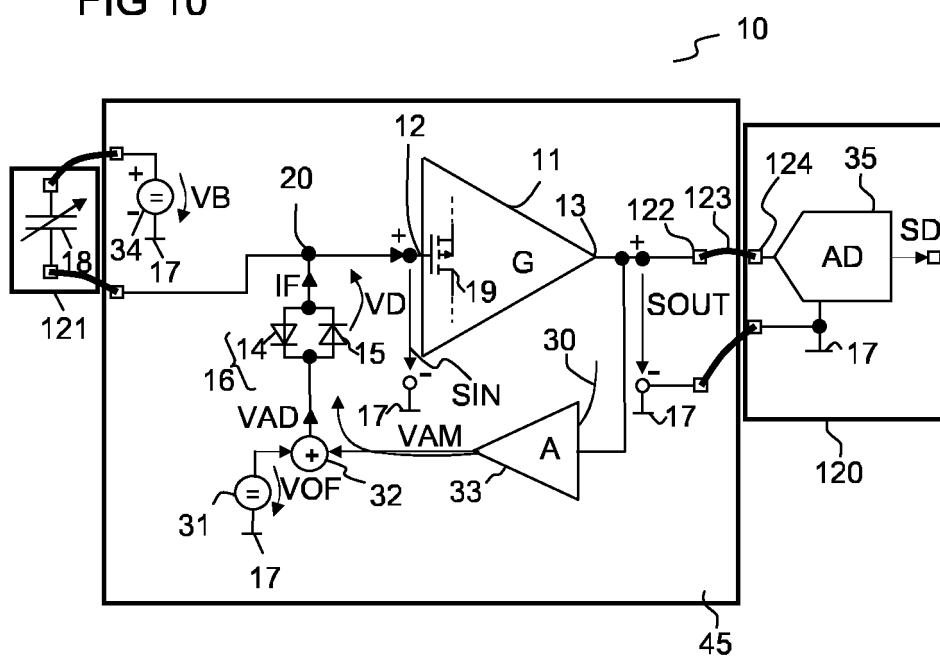 FIG 10
10
12
11
35
124
+
VB
-
34
17
20
+
13
122
123
+
AD
SD
18
G
IF
VD
19
SOUT
121
14
15
30
17
16
-
SIN
-
17
17
VAD
VAM
A
120
+
VOF
32
33
31
17
45
=
=